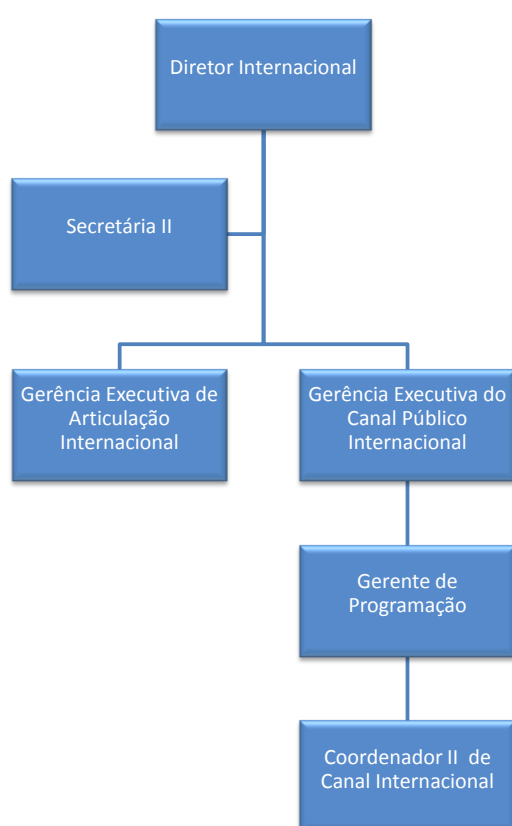 Diretor Internacional
Secretária II
Gerência Executiva de
Articulação
Internacional
Gerência Executiva do
Canal Público
Internacional
Gerente de
Programação
Coordenador II de
Canal Internacional